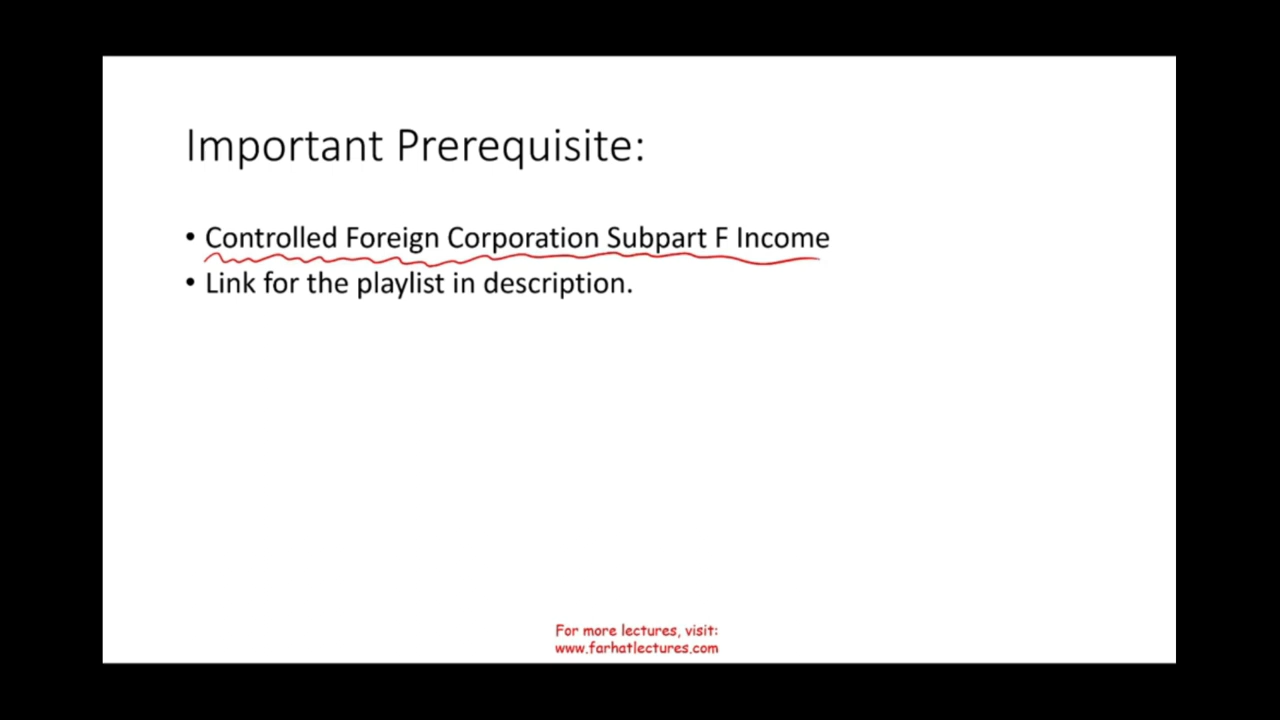 Important Prerequisite:
• Controlled Foreign Corporation Subpart F Income
• Link for the playlist in description.
For more lectures, visit:
www.farhatlectures.com